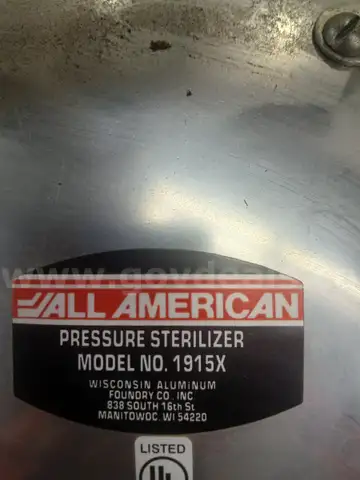 ALL AMERICAN
PRESSURE STERILIZER
MODEL NO. 1915X
WISCONSIN ALUMINUM
FOUNDRY CO. INC
838 SOUTH 16th St.
MANITOWOC, WI 54220
LISTED
UL